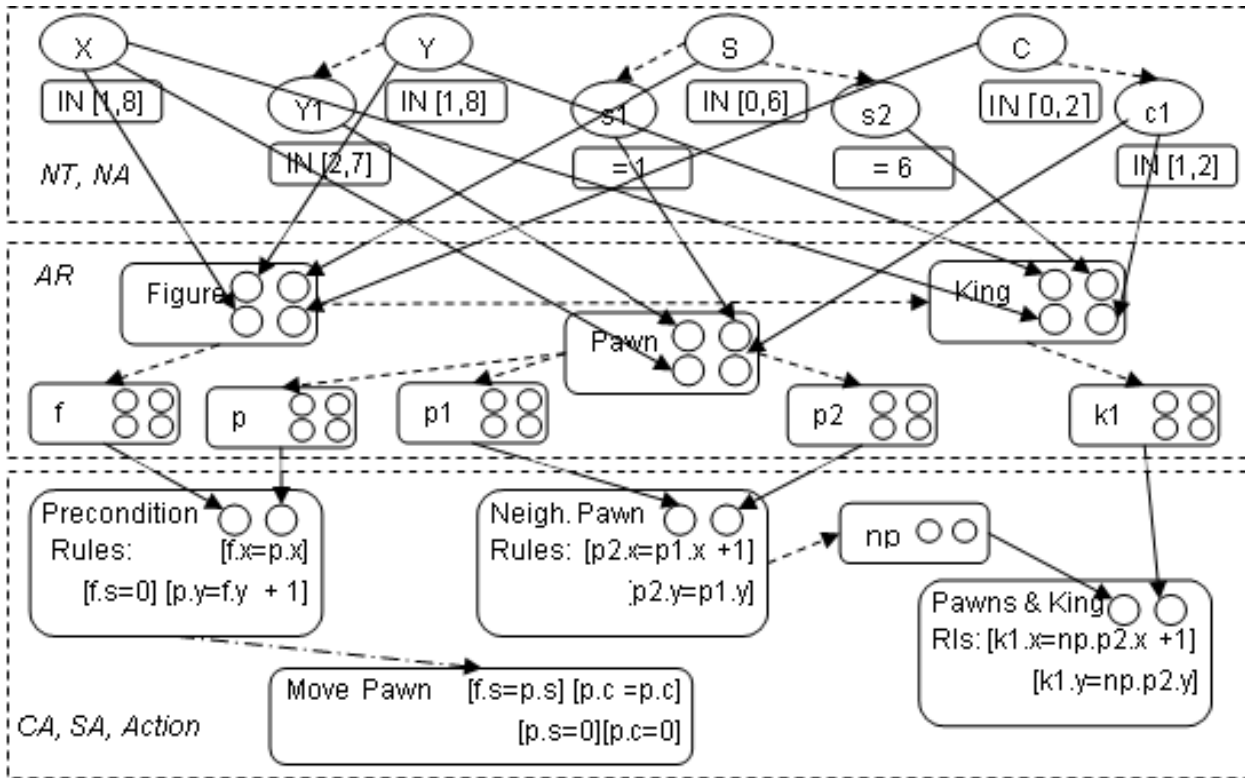 X
Y
S
C
IN [1,8]
Y1
IN [1,8]
s1
IN [0,6]
s2
IN [0,2]
c1
NT, NA
IN [2,7]
= 1
= 6
IN [1,2]
AR
Figure
King
Pawn
f
p
p1
p2
k1
Precondition
Rules: [f.x=p.x]
[f.s=0] [p.y=f.y + 1]
Neigh. Pawn
Rules: [p2.x=p1.x +1]
[p2.y=p1.y]
np
Pawns & King
Rls: [k1.x=np.p2.x +1]
[k1.y=np.p2.y]
Move Pawn [f.s=p.s] [p.c =p.c]
[p.s=0][p.c=0]
CA, SA, Action